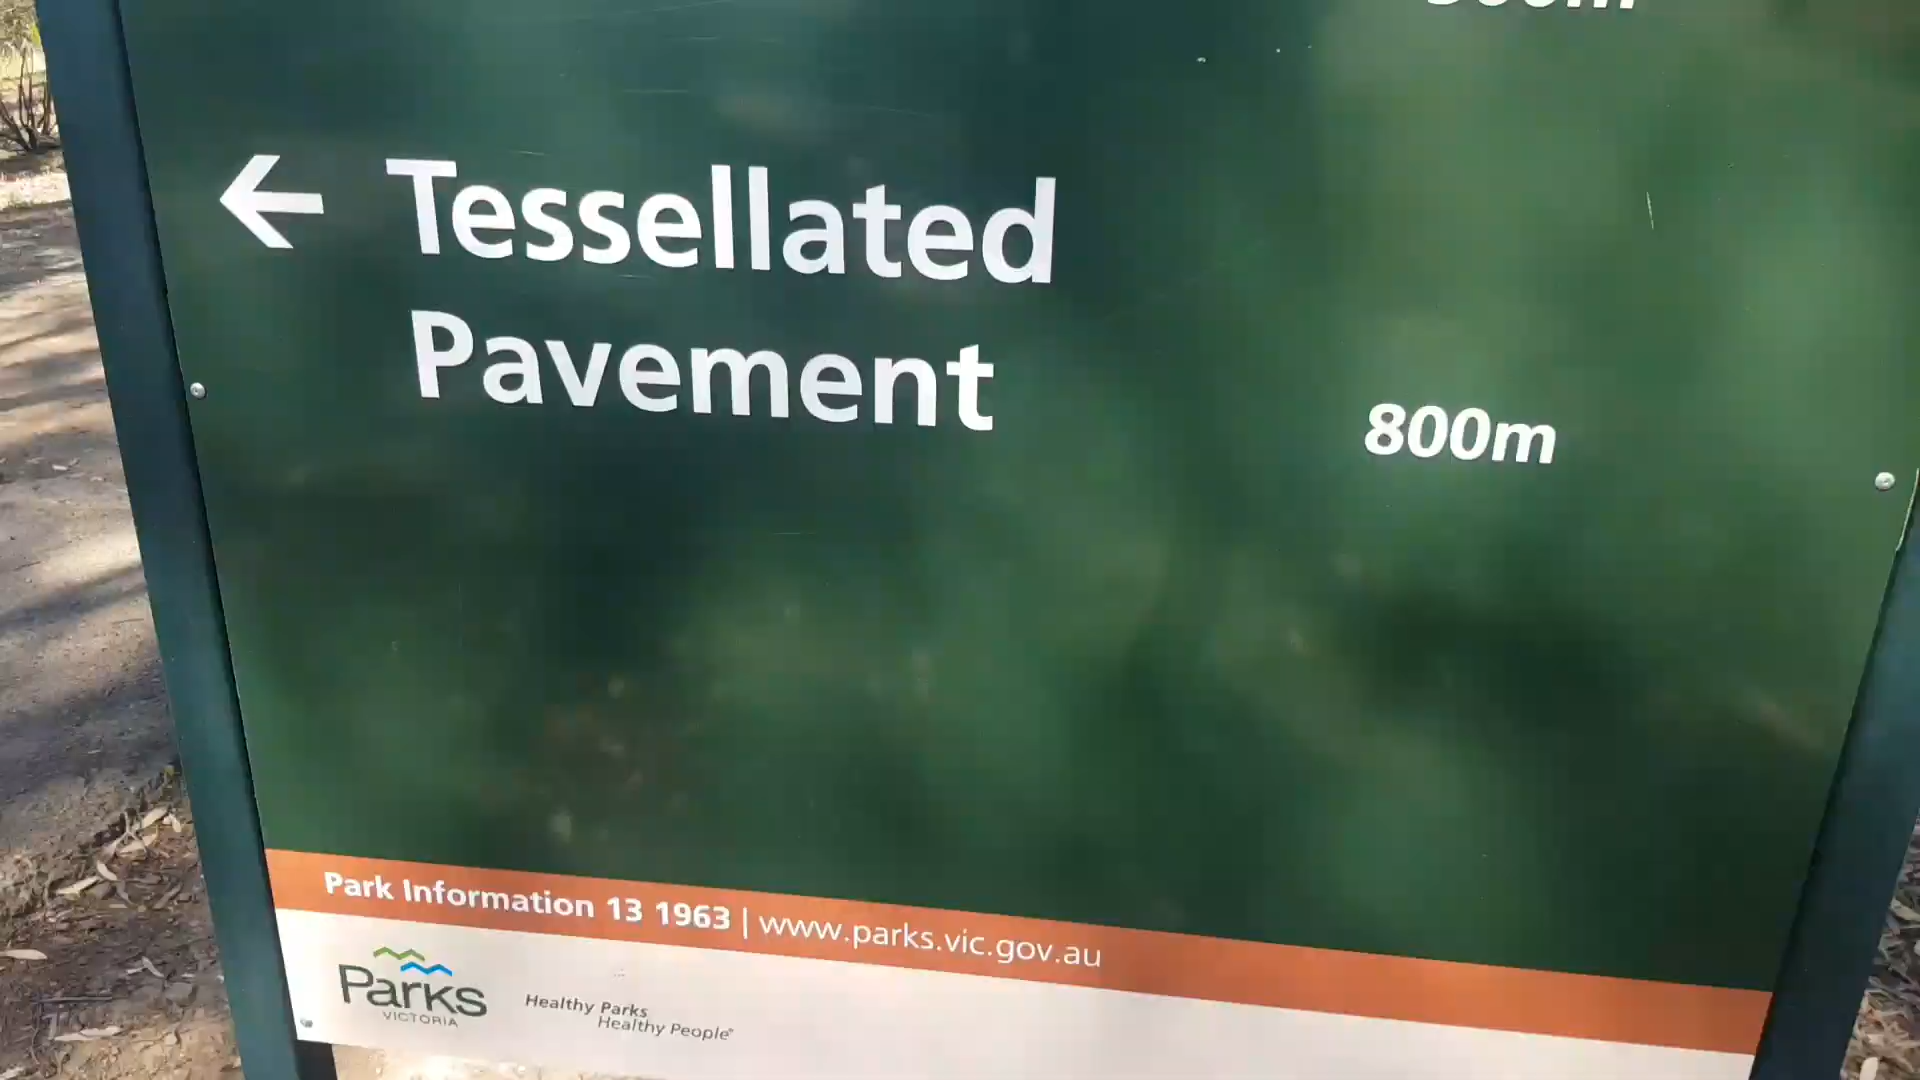 ← Tessellated
Pavement
800m
Park Information 13 1963 | www.parks.vic.gov.au
Parks
VICTORIA
Healthy Parks
Healthy People®